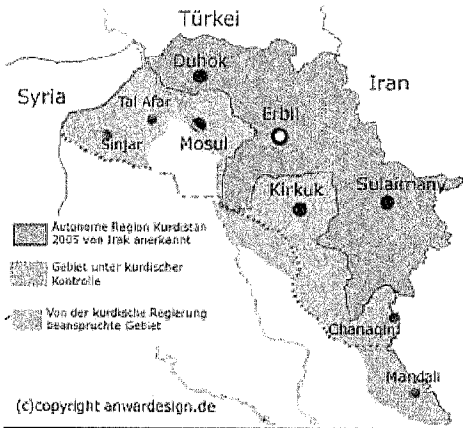 Türkei
Duhok
Iran
Syria
Tal Afar
Erbil
Sinjar
Mosul
Kirkuk
Sulaimany
Autonome Region Kurdistan
2005 von Irak anerkannt
Gebiet unter kurdischer
Kontrolle
Von der kurdische Regierung
beanspruchte Gebiet
Chanaqin
Mandali
(c)copyright anwardesign.de